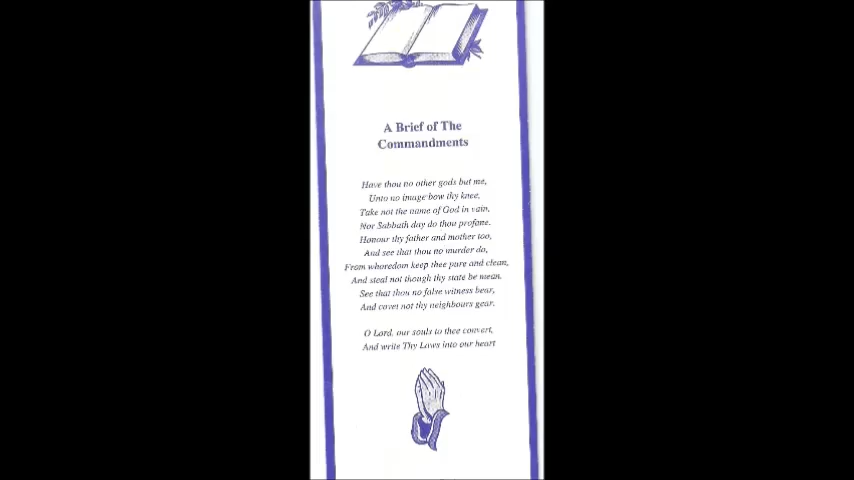 A Brief of The
Commandments
Have thou no other gods but me,
Unto no image bow thy knee,
Take not the name of God in vain,
Nor Sabbath day do thou profane.
Honour thy father and mother too,
And see that thou no murder do,
From whoredom keep thee pure and clean,
And steal not though thy state be mean.
See that thou no false witness bear,
And covet not thy neighbours gear.
O Lord, our souls to thee convert,
And write Thy Laws into our heart